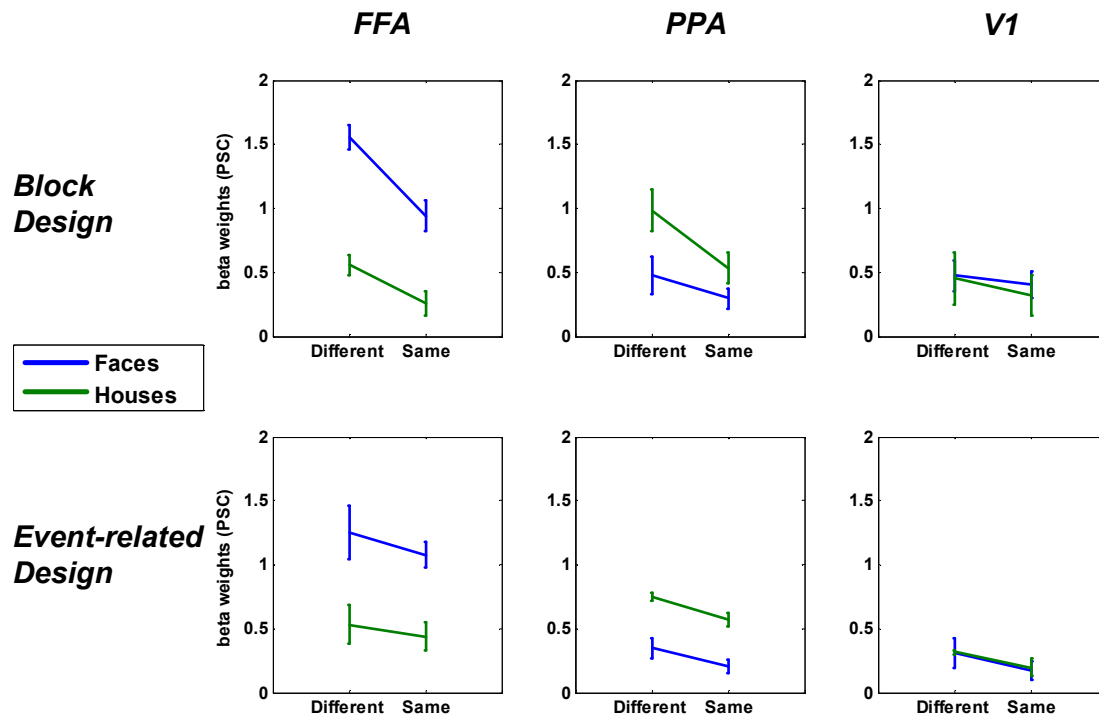 FFA PPA V1
Block
Design
beta weights (PSC)
2 2 2
1.5 1.5 1.5
1 1 1
0.5 0.5 0.5
0 0 0
Different Same Different Same Different Same
Faces
Houses
Event-related
Design
beta weights (PSC)
2 2 2
1.5 1.5 1.5
1 1 1
0.5 0.5 0.5
0 0 0
Different Same Different Same Different Same